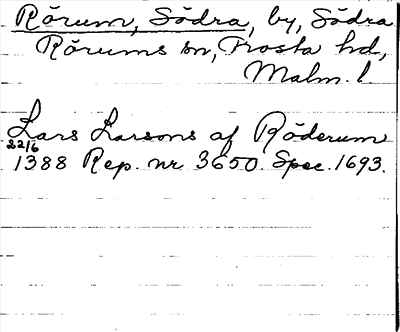 Rörum, Södra, by, Södra
Rörums sn, Frosta hd,
Malm. l.
Lars Larsons af Röderum
22/6
1388 Rep. nr 3650. Spec. 1693.